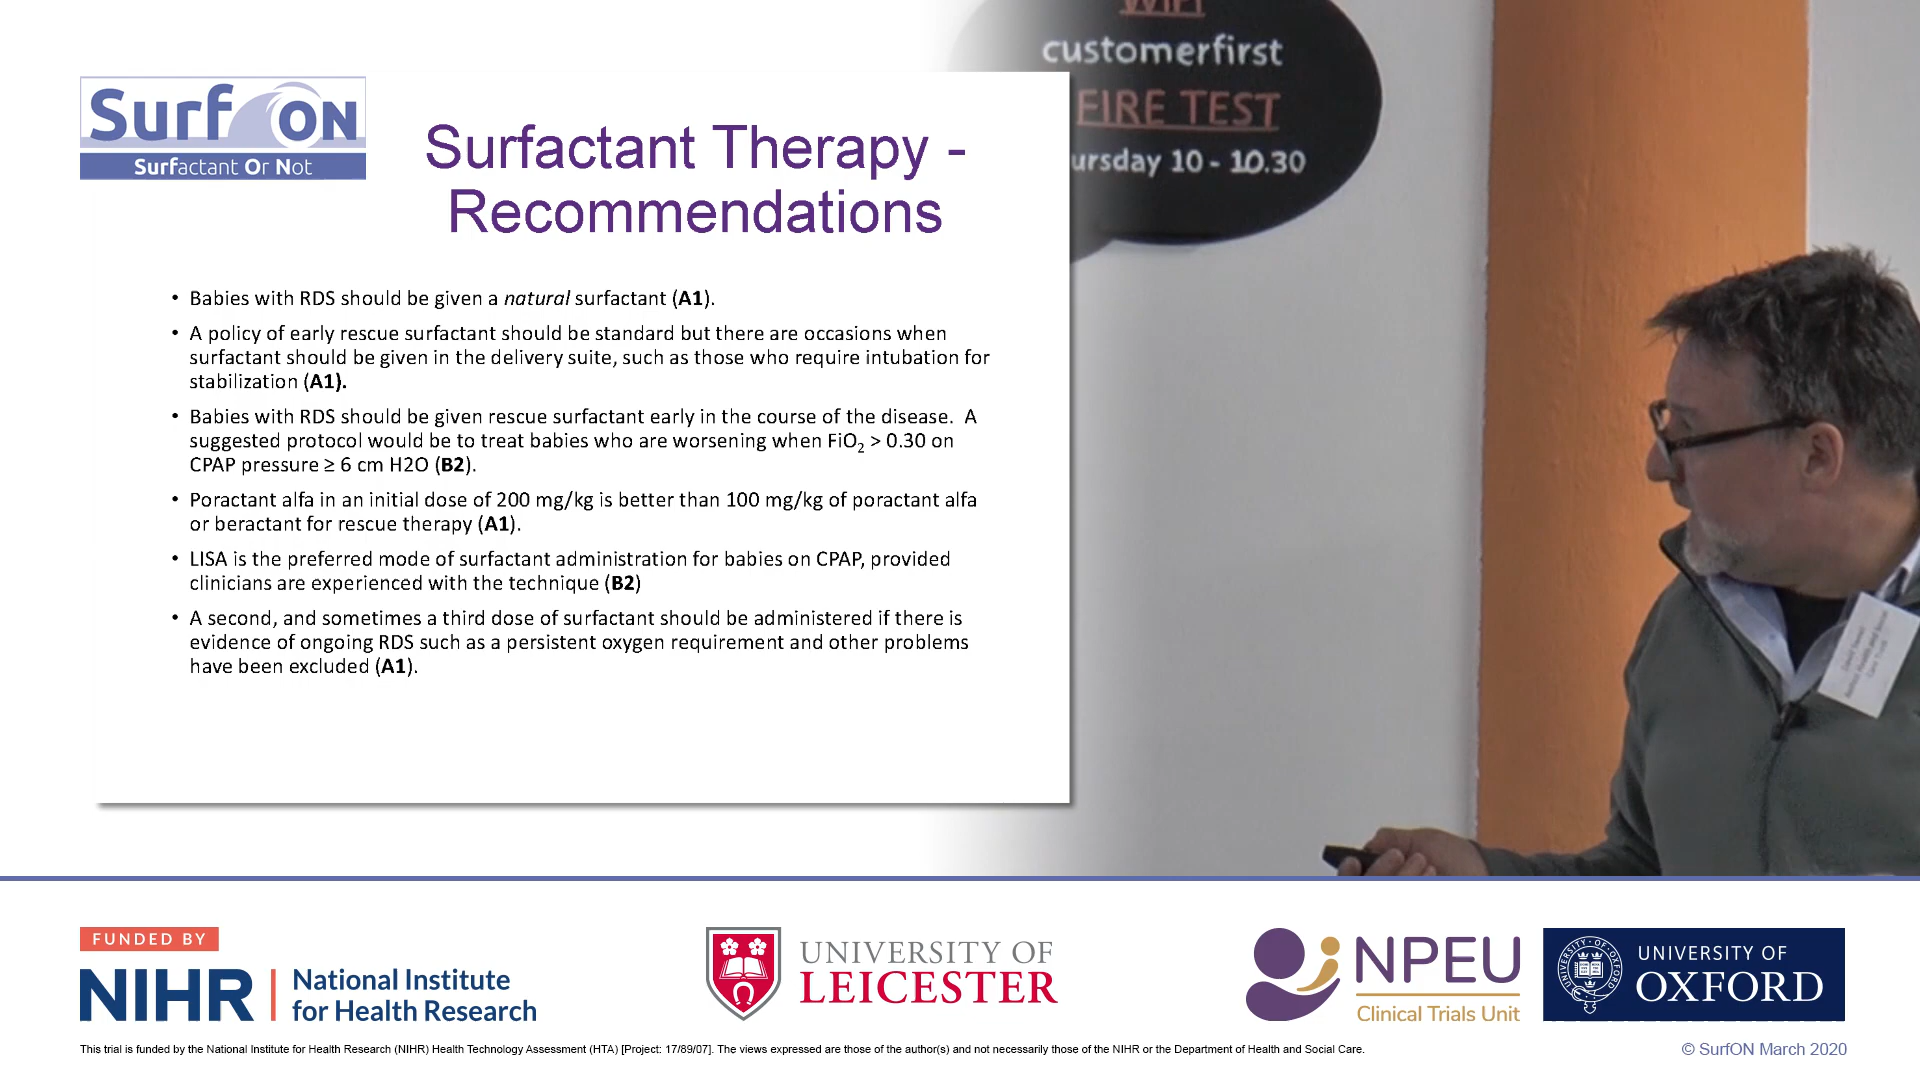 WIFI
customerfirst
FIRE TEST
ursday 10 - 10.30
Surf ON
Surfactant Or Not
Surfactant Therapy -
Recommendations
• Babies with RDS should be given a natural surfactant (A1).
• A policy of early rescue surfactant should be standard but there are occasions when
surfactant should be given in the delivery suite, such as those who require intubation for
stabilization (A1).
• Babies with RDS should be given rescue surfactant early in the course of the disease. A
suggested protocol would be to treat babies who are worsening when FiO2 > 0.30 on
CPAP pressure ≥ 6 cm H2O (B2).
• Poractant alfa in an initial dose of 200 mg/kg is better than 100 mg/kg of poractant alfa
or beractant for rescue therapy (A1).
• LISA is the preferred mode of surfactant administration for babies on CPAP, provided
clinicians are experienced with the technique (B2)
• A second, and sometimes a third dose of surfactant should be administered if there is
evidence of ongoing RDS such as a persistent oxygen requirement and other problems
have been excluded (A1).
FUNDED BY
NIHR | National Institute
for Health Research
UNIVERSITY OF
LEICESTER
NPEU
Clinical Trials Unit
UNIVERSITY OF
OXFORD
This trial is funded by the National Institute for Health Research (NIHR) Health Technology Assessment (HTA) [Project: 17/89/07]. The views expressed are those of the author(s) and not necessarily those of the NIHR or the Department of Health and Social Care.
© SurfON March 2020